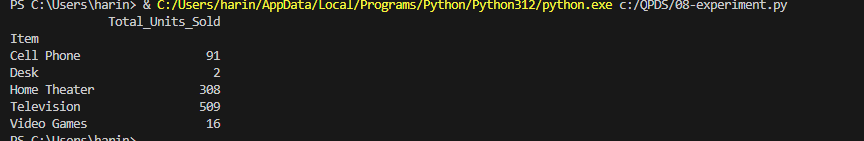 PS C:\Users\harin> & C:/Users/harin/AppData/Local/Programs/Python/Python312/python.exe c:/QPDS/08-experiment.py
Total_Units_Sold
Item
Cell Phone 91
Desk 2
Home Theater 308
Television 509
Video Games 16
PS C:\Users\harin>